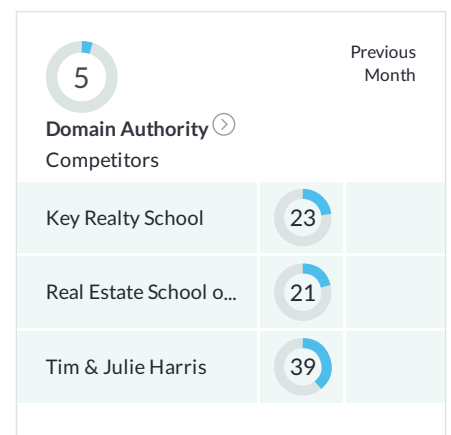 5
Previous
Month
Domain Authority
Competitors
Key Realty School 23
Real Estate School o... 21
Tim & Julie Harris 39